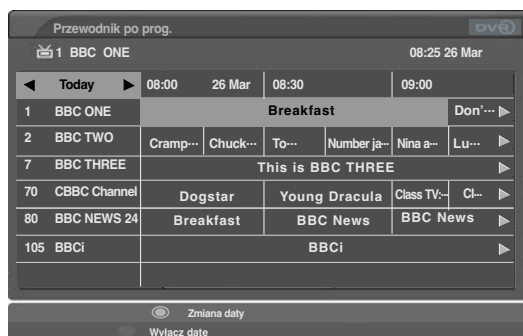 Przewodnik po prog. DVR
1 BBC ONE 08:25 26 Mar
Today 08:00 26 Mar 08:30 09:00
1 BBC ONE Breakfast Don'...
2 BBC TWO Cramp... Chuck... To... Number ja... Nina a... Lu...
7 BBC THREE This is BBC THREE
70 CBBC Channel Dogstar Young Dracula Class TV:... Cl...
80 BBC NEWS 24 Breakfast BBC News BBC News
105 BBCi BBCi
Zmiana daty
Wyłącz datę